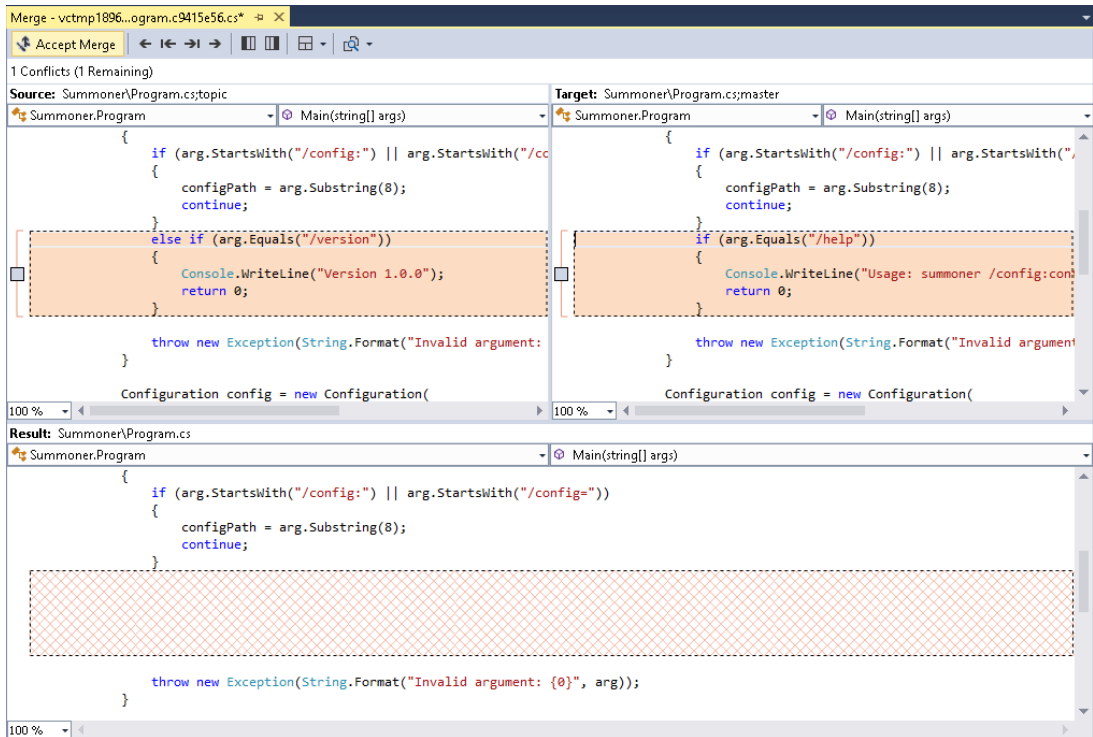 Merge - vctmp1896...ogram.c9415e56.cs*
Accept Merge
1 Conflicts (1 Remaining)
Source: Summoner\Program.cs;topic
Summoner.Program
Main(string[] args)
{
if (arg.StartsWith("/config:") || arg.StartsWith("/co
{
configPath = arg.Substring(8);
continue;
}
else if (arg.Equals("/version"))
{
Console.WriteLine("Version 1.0.0");
return 0;
}
throw new Exception(String.Format("Invalid argument:
}
Configuration config = new Configuration(
100 %
Target: Summoner\Program.cs;master
Summoner.Program
Main(string[] args)
{
if (arg.StartsWith("/config:") || arg.StartsWith("/
{
configPath = arg.Substring(8);
continue;
}
if (arg.Equals("/help"))
{
Console.WriteLine("Usage: summoner /config:con
return 0;
}
throw new Exception(String.Format("Invalid argument
}
Configuration config = new Configuration(
100 %
Result: Summoner\Program.cs
Summoner.Program
Main(string[] args)
{
if (arg.StartsWith("/config:") || arg.StartsWith("/config="))
{
configPath = arg.Substring(8);
continue;
}
throw new Exception(String.Format("Invalid argument: {0}", arg));
}
100 %